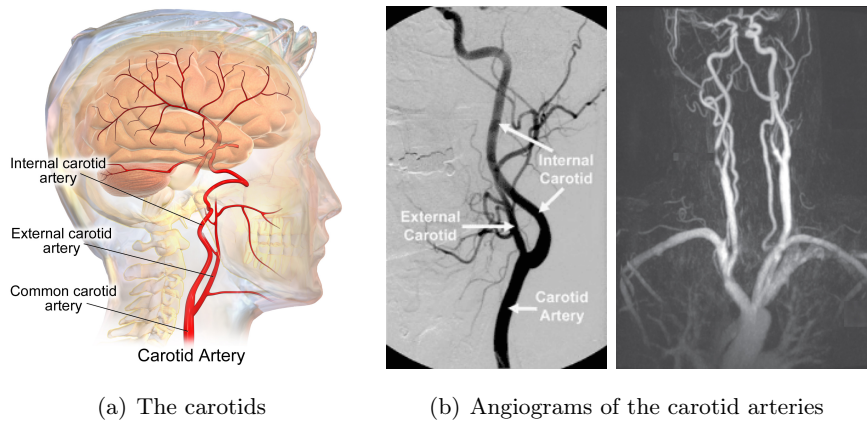 Internal carotid
artery
External carotid
artery
Common carotid
artery
Carotid Artery
Internal
Carotid
External
Carotid
Carotid
Artery
(a) The carotids
(b) Angiograms of the carotid arteries